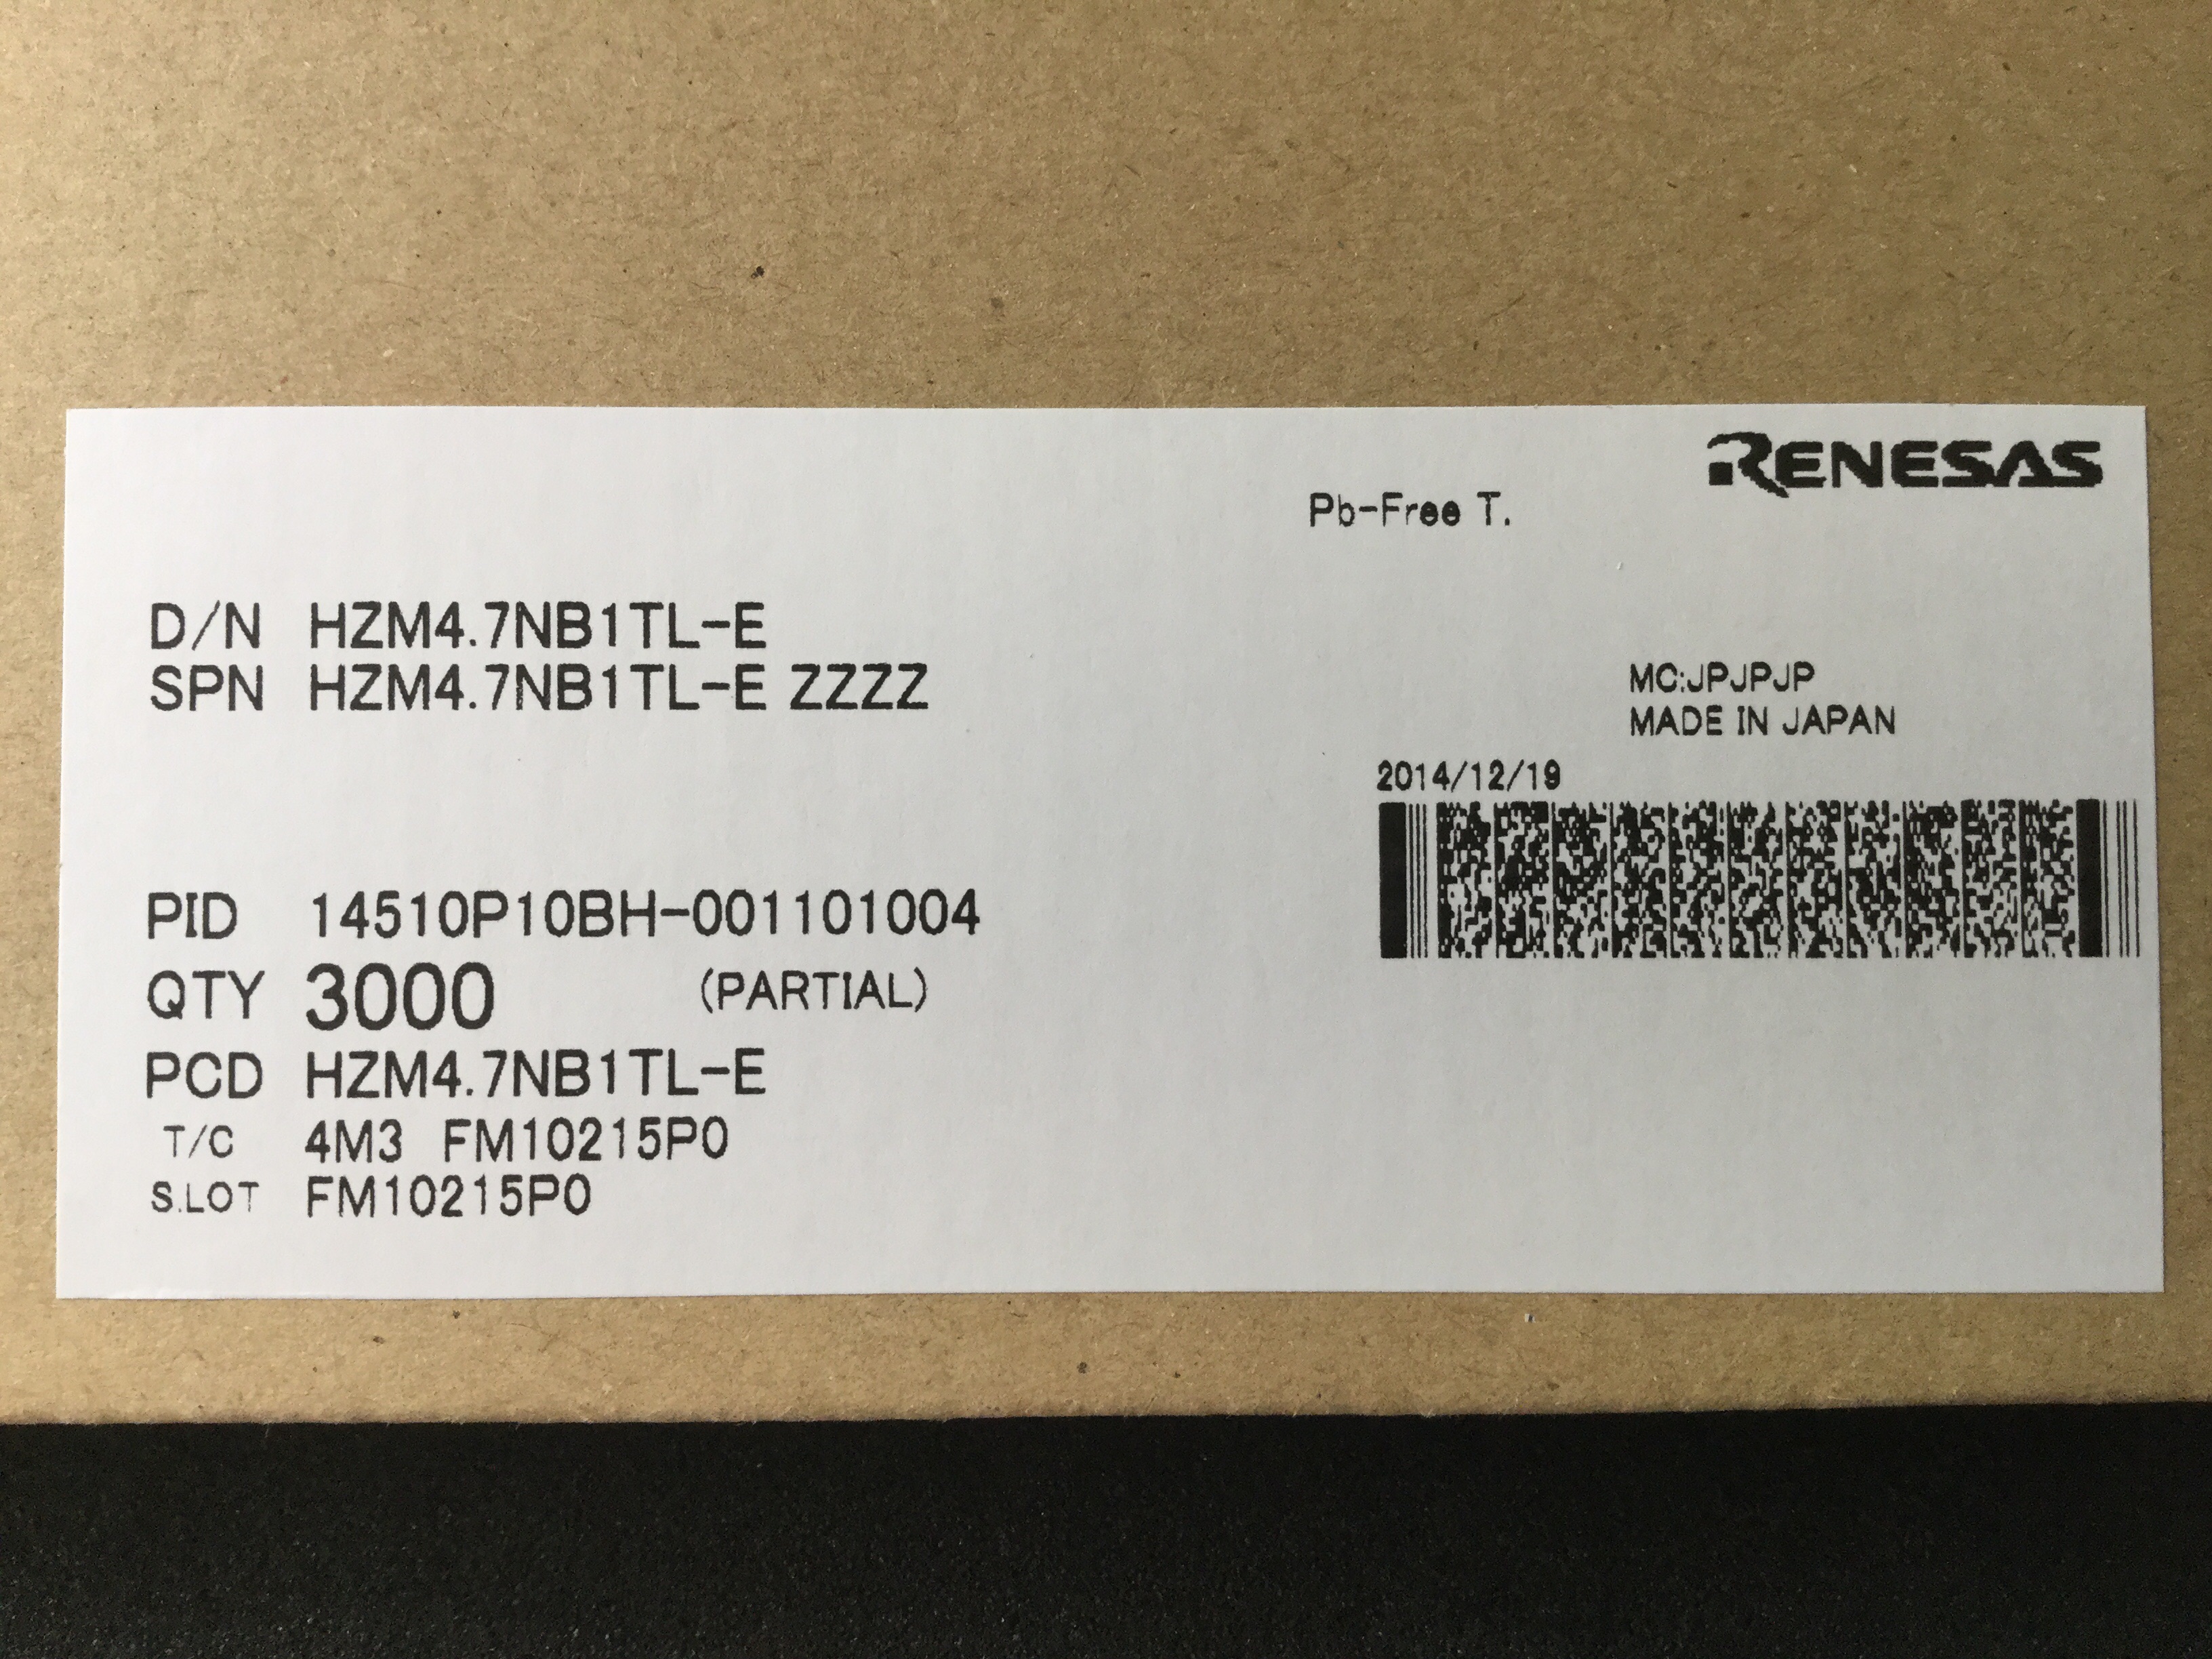 RENESAS
Pb-Free T.
D/N HZM4.7NB1TL-E
SPN HZM4.7NB1TL-E ZZZZ
MC:JPJPJP
MADE IN JAPAN
2014/12/19
PID 14510P10BH-001101004
QTY 3000 (PARTIAL)
PCD HZM4.7NB1TL-E
T/C 4M3 FM10215P0
S.LOT FM10215P0